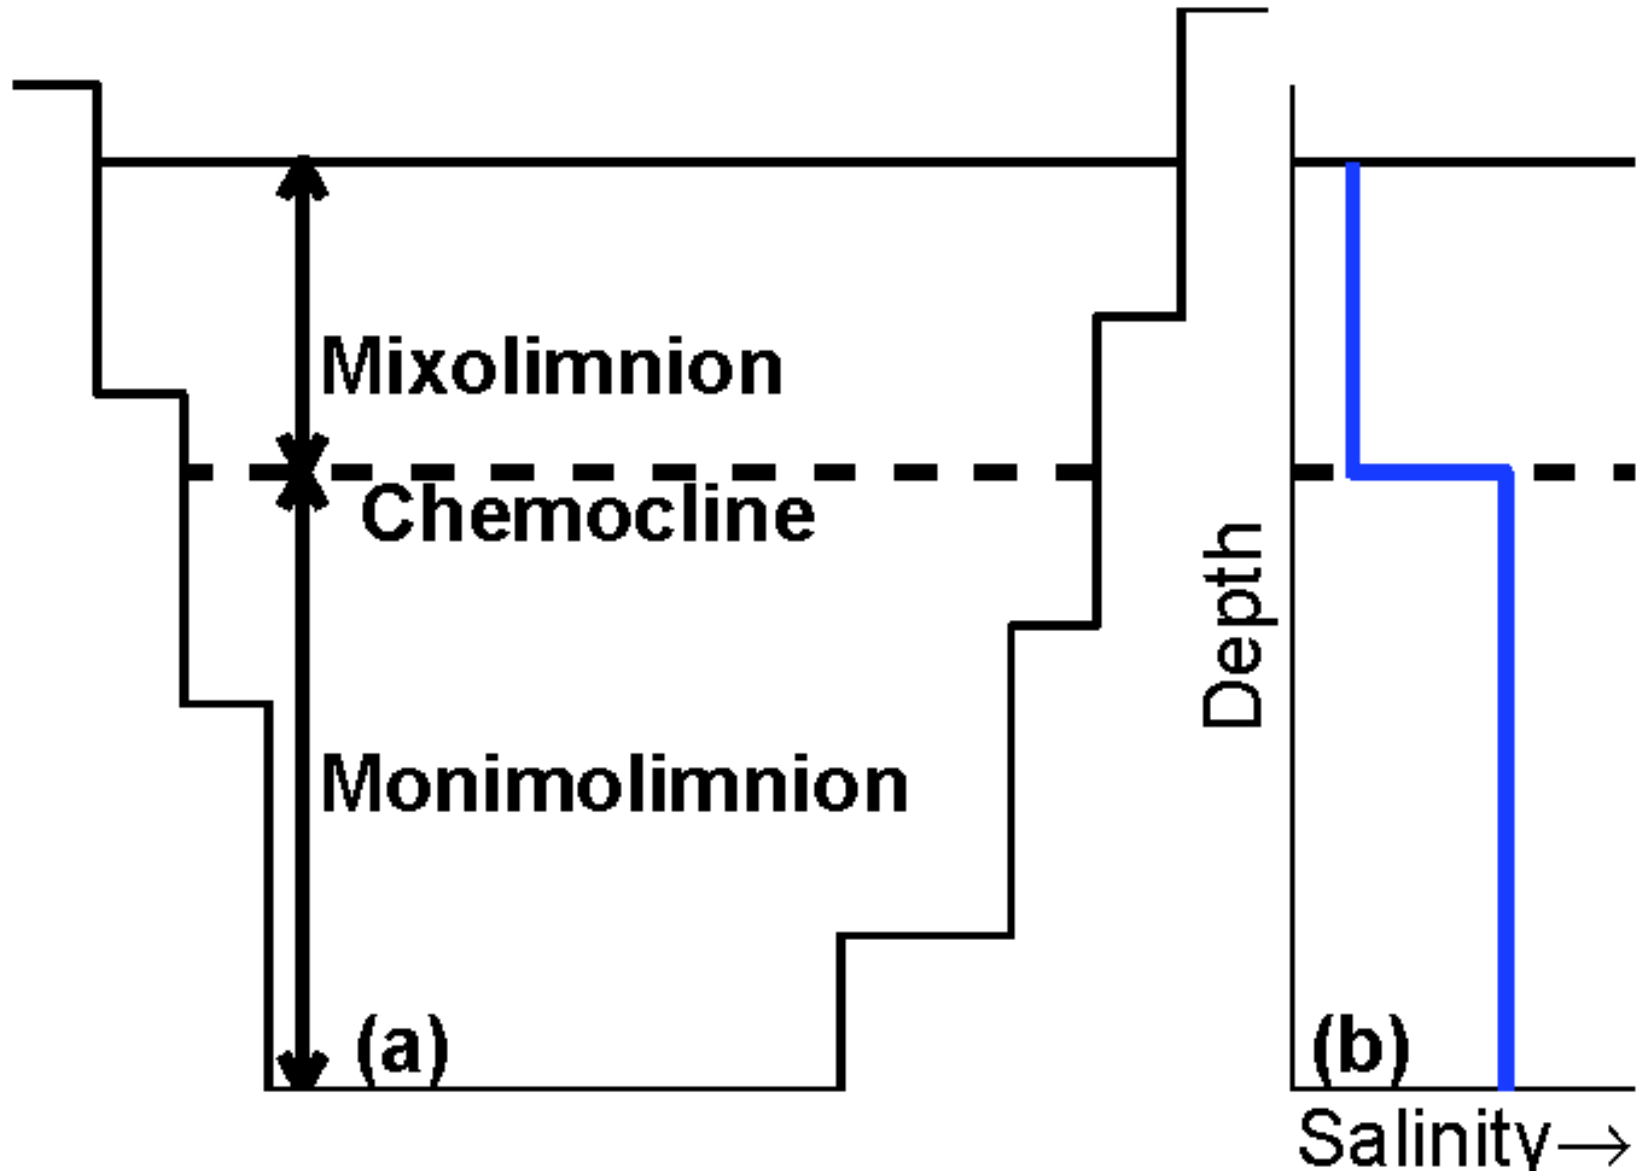 Mixolimnion
Chemocline
Monimolimnion
(a)
Depth
(b)
Salinity→